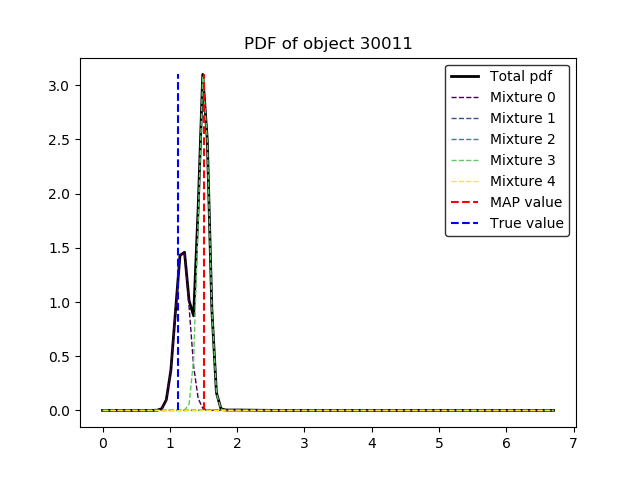 PDF of object 30011
Total pdf
Mixture 0
Mixture 1
Mixture 2
Mixture 3
Mixture 4
MAP value
True value
3.0
2.5
2.0
1.5
1.0
0.5
0.0
0 1 2 3 4 5 6 7